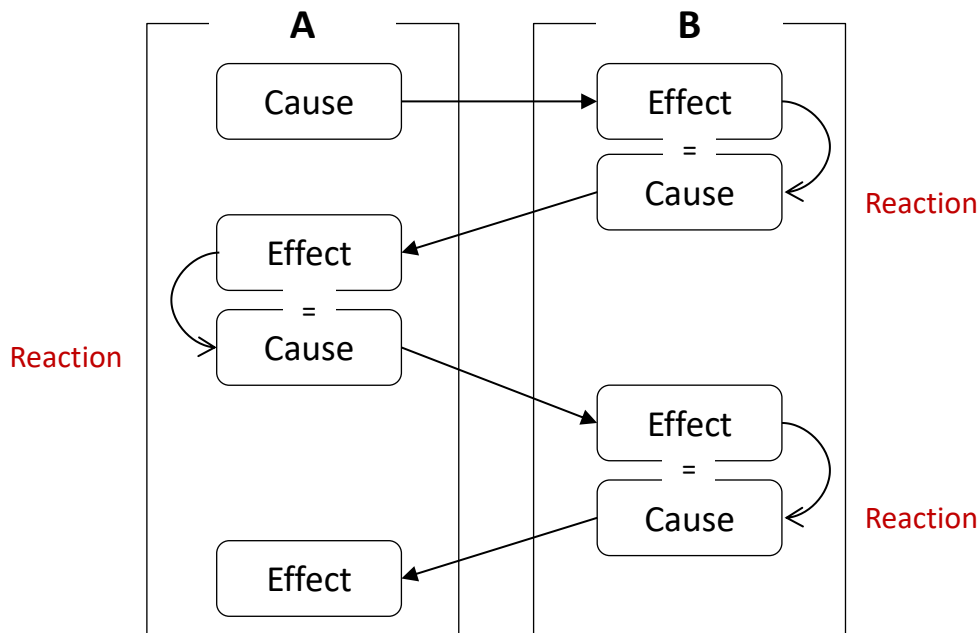 A
B
Cause
Effect
=
Cause
Reaction
Effect
=
Cause
Reaction
Effect
=
Cause
Reaction
Effect